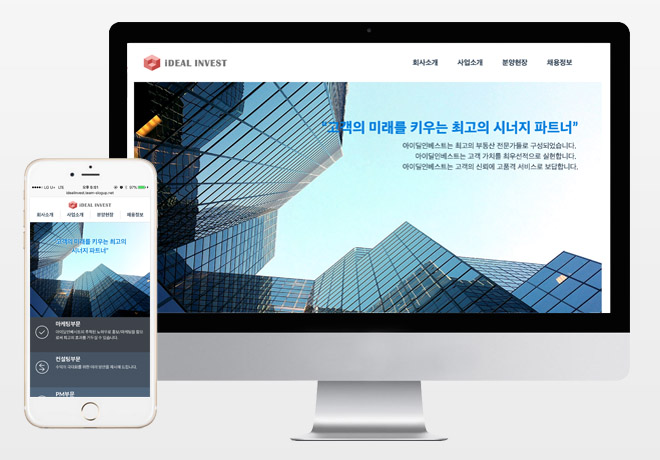 IDEAL INVEST
회사소개 사업소개 분양현장 채용정보
"고객의 미래를 키우는 최고의 시너지 파트너"
아이딜인베스트는 최고의 부동산 전문가들로 구성되었습니다.
아이딜인베스트는 고객 가치를 최우선적으로 실현합니다.
아이딜인베스트는 고객의 신뢰에 고품격 서비스로 보답합니다.
LG U+ LTE 오후 6:01 97%
idealinvest.team-dogup.net
IDEAL INVEST
회사소개 사업소개 분양현장 채용정보
"고객의 미래를 키우는 최고의
시너지 파트너"
마케팅부문
컨설팅부문
PM부문